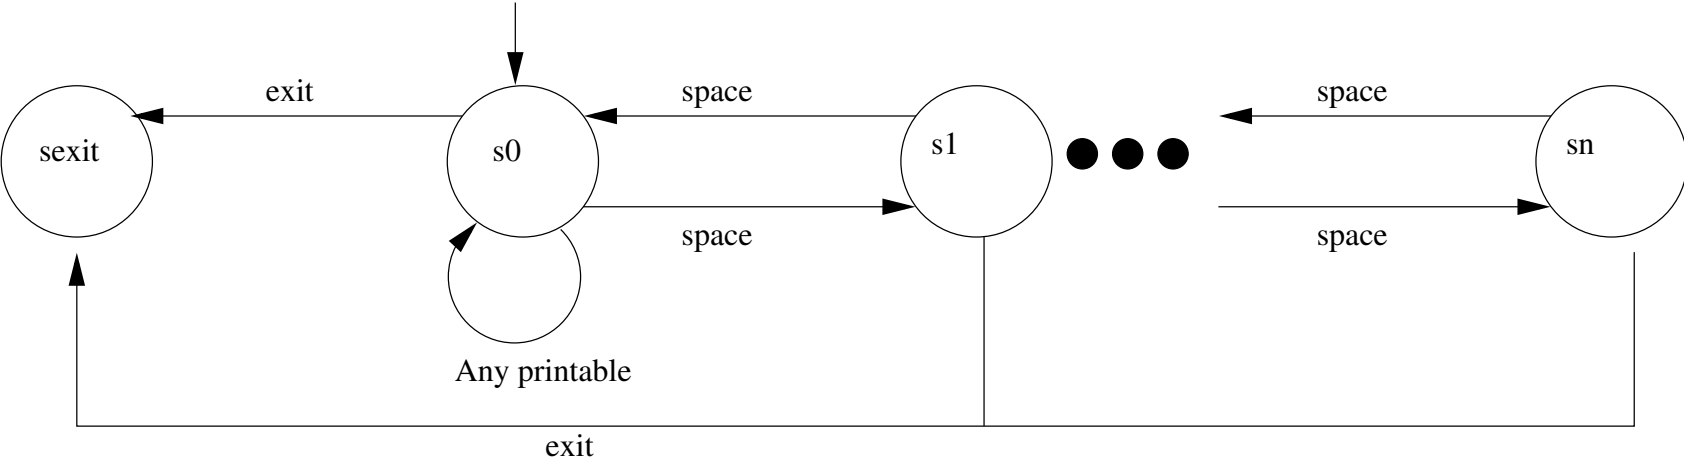 exit
space
space
sexit
s0
s1
sn
space
space
Any printable
exit